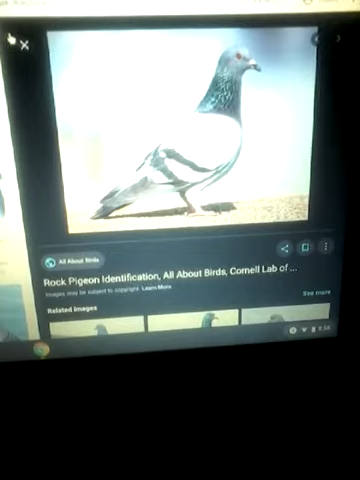 All About Birds
Rock Pigeon Identification, All About Birds, Cornell Lab of ...
Images may be subject to copyright. Learn More
Related images
See more